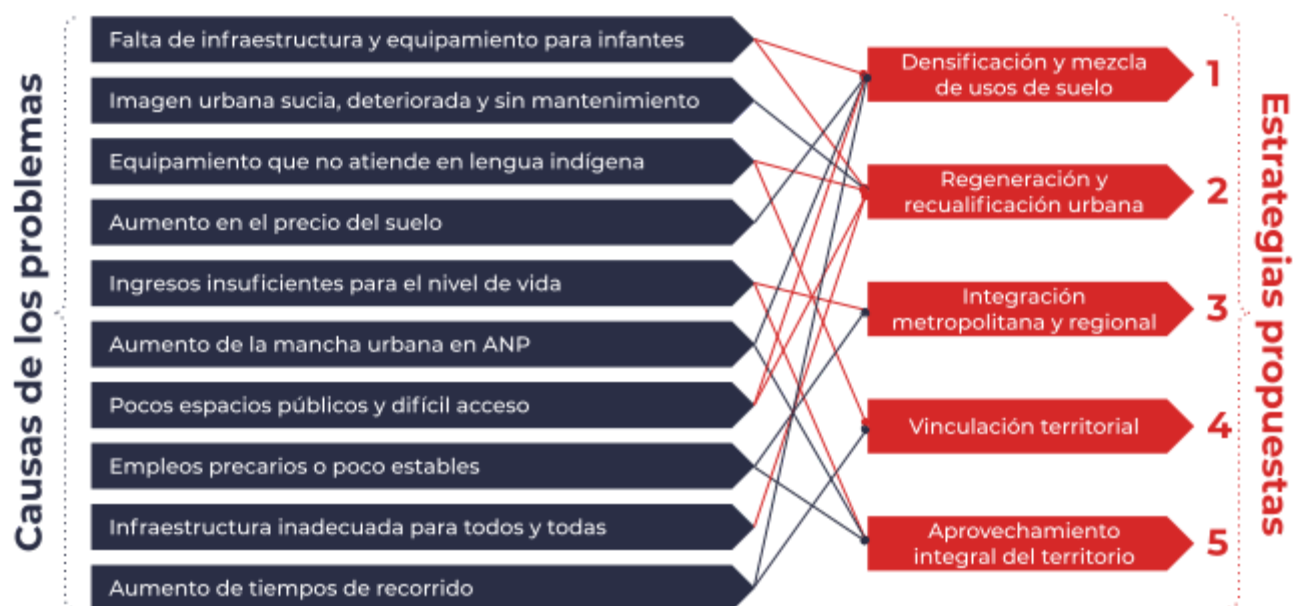 Causas de los problemas
Falta de infraestructura y equipamiento para infantes
Imagen urbana sucia, deteriorada y sin mantenimiento
Equipamiento que no atiende en lengua indígena
Aumento en el precio del suelo
Ingresos insuficientes para el nivel de vida
Aumento de la mancha urbana en ANP
Pocos espacios públicos y difícil acceso
Empleos precarios o poco estables
Infraestructura inadecuada para todos y todas
Aumento de tiempos de recorrido
Densificación y mezcla
de usos de suelo
1
Regeneración y
recualificación urbana
2
Integración
metropolitana y regional
3
Vinculación territorial
4
Aprovechamiento
integral del territorio
5
Estrategias propuestas